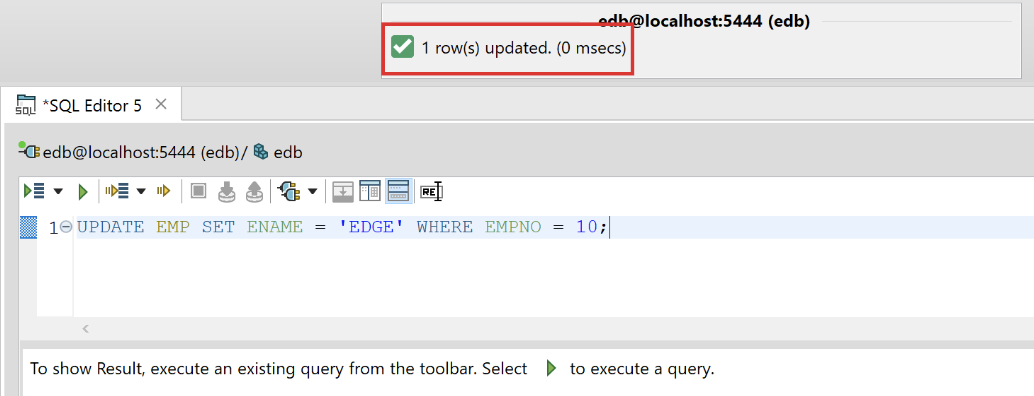 edb@localhost:5444 (edb)
1 row(s) updated. (0 msecs)
SQL *SQL Editor 5
edb@localhost:5444 (edb)/ edb
RE
1 UPDATE EMP SET ENAME = 'EDGE' WHERE EMPNO = 10;
To show Result, execute an existing query from the toolbar. Select to execute a query.